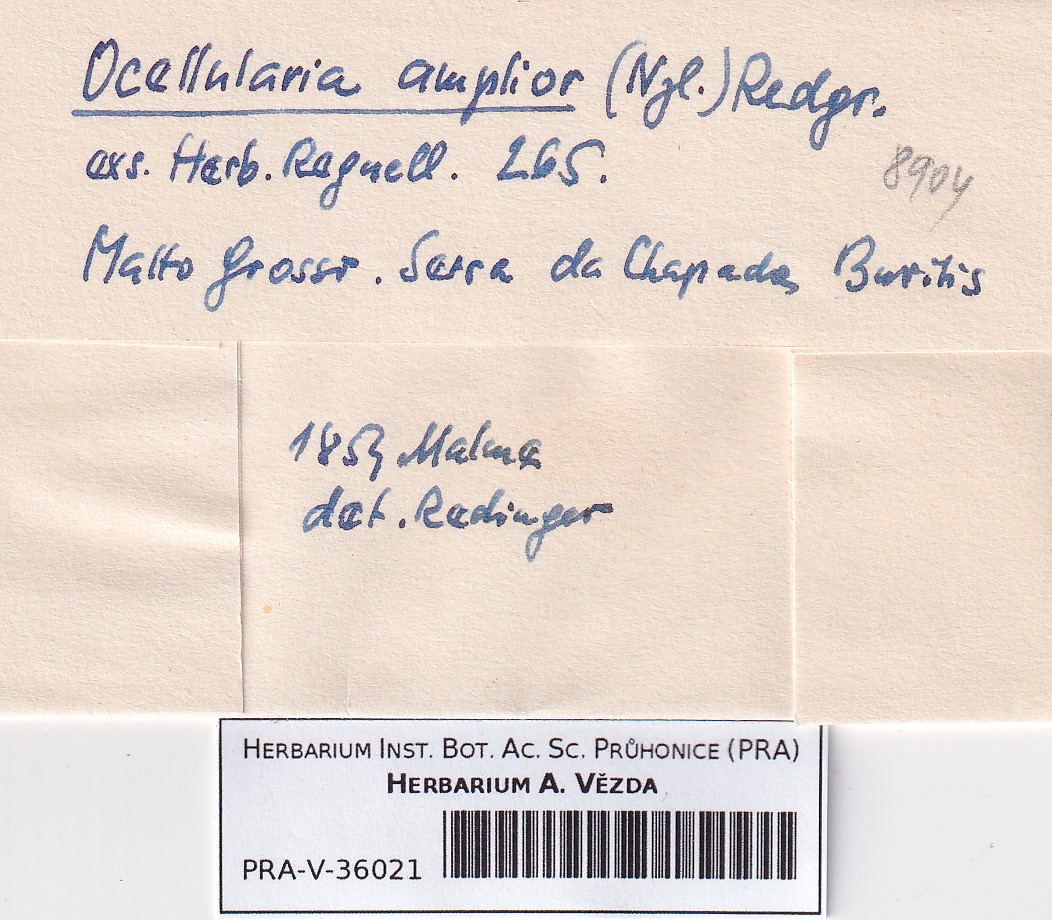 Ocellularia amplior (Nyl.) Redgr.
exs. Herb. Regnell. 265.
8904
Matto Grosso. Serra da Chapada, Buritis
Malme
det. Redinger
HERBARIUM INST. BOT. AC. SC. PRŮHONICE (PRA)
HERBARIUM A. VĚZDA
PRA-V-36021